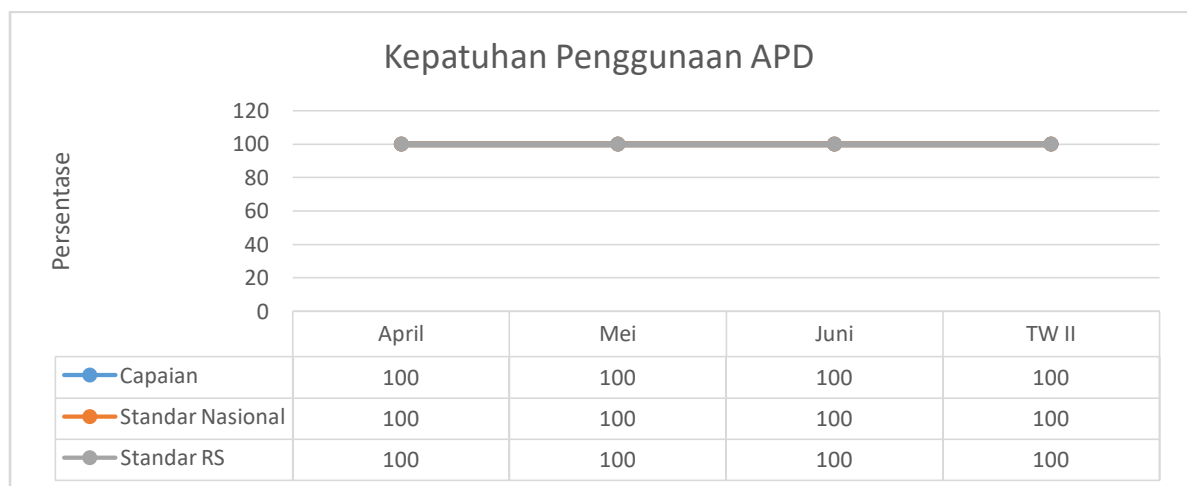 Kepatuhan Penggunaan APD
Persentase
120
100
80
60
40
20
0
April Mei Juni TW II
Capaian 100 100 100 100
Standar Nasional 100 100 100 100
Standar RS 100 100 100 100